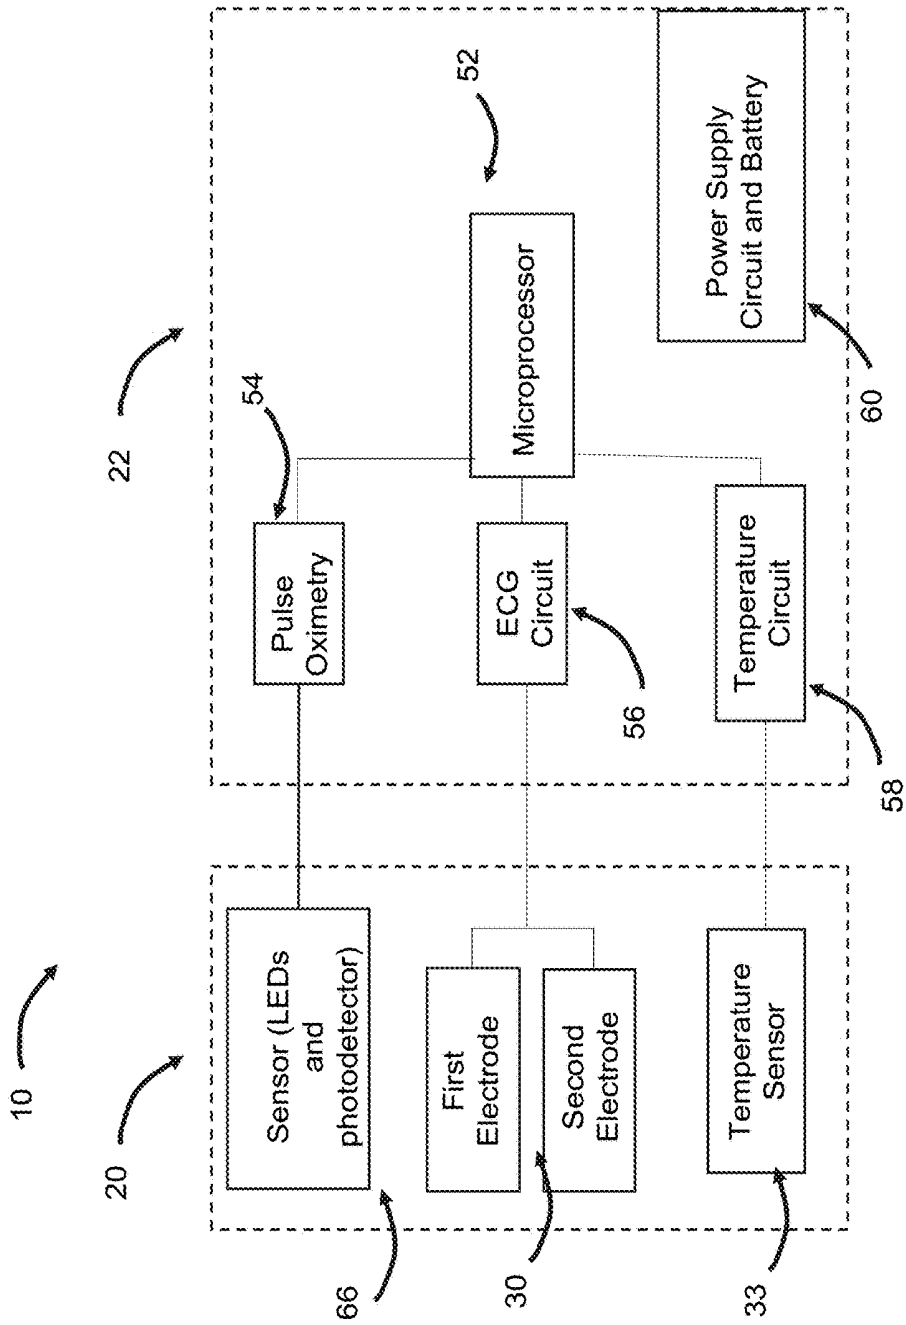 10
20
22
66
Sensor (LEDs
and
photodetector)
Pulse
Oximetry
54
30
First
Electrode
Second
Electrode
ECG
Circuit
56
Microprocessor
52
33
Temperature
Sensor
Temperature
Circuit
58
Power Supply
Circuit and Battery
60